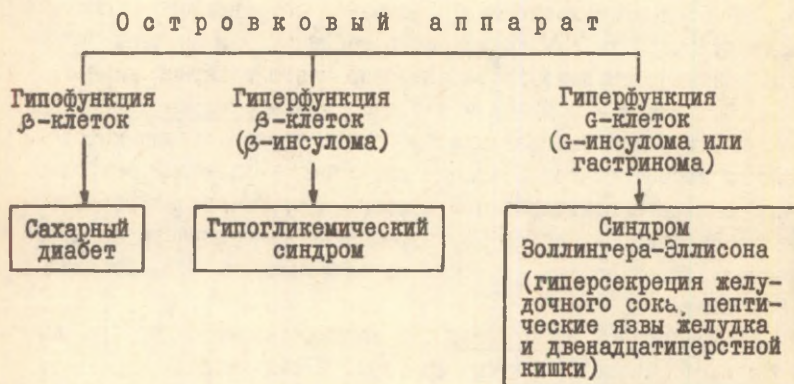 Островковый аппарат
Гипофункция
β-клеток
Гиперфункция
β-клеток
(β-инсулома)
Гиперфункция
G-клеток
(G-инсулома или
гастринома)
Сахарный
диабет
Гипогликемический
синдром
Синдром
Золлингера-Эллисона
(гиперсекреция желу-
дочного сока, пепти-
ческие язвы желудка
и двенадцатиперстной
кишки)